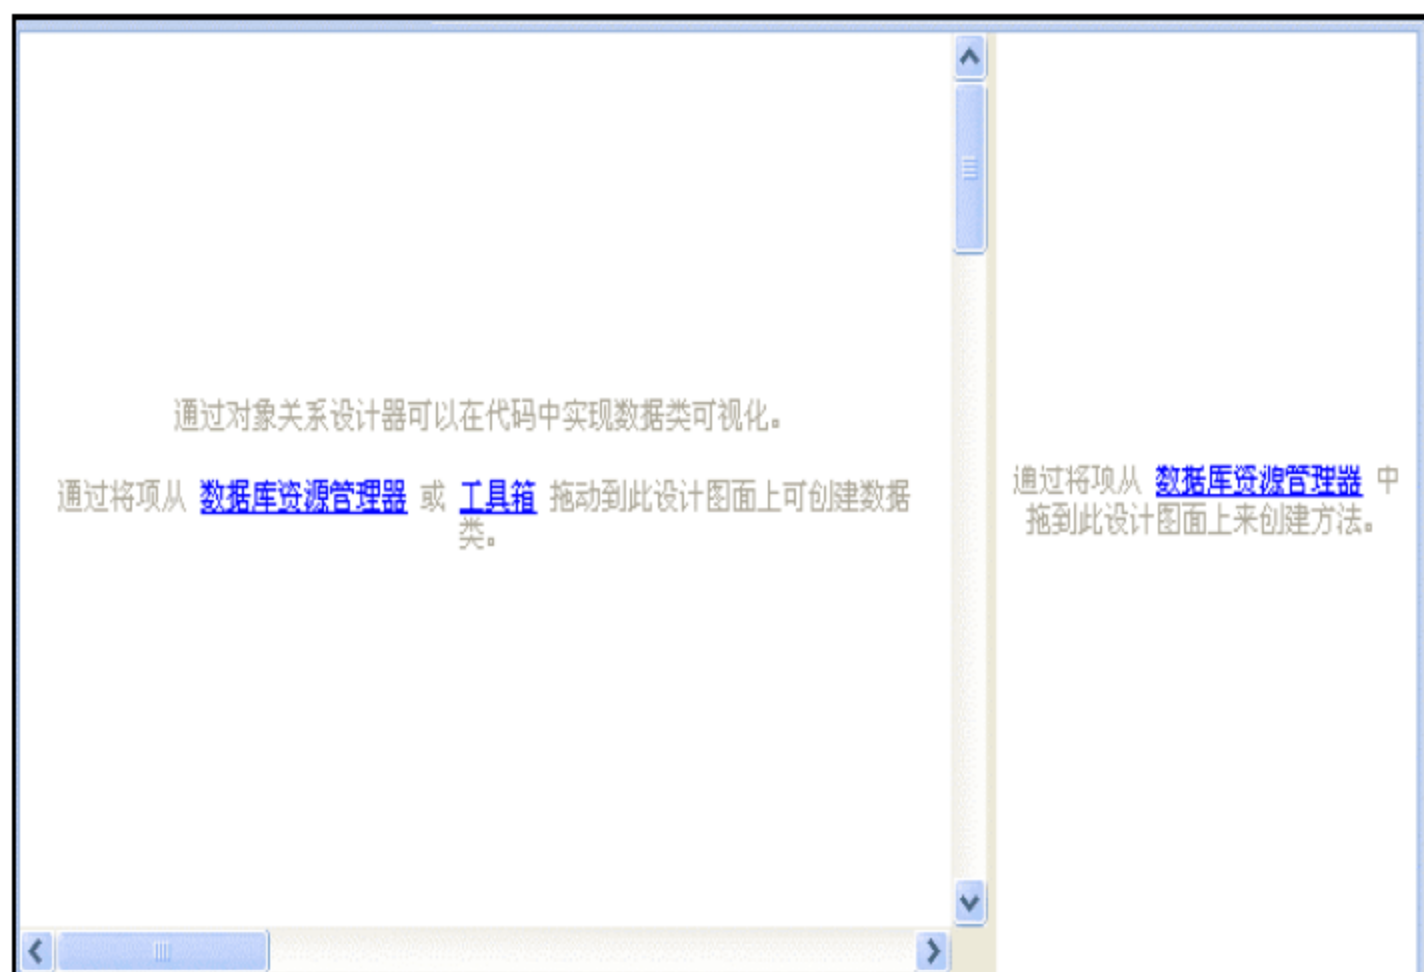 通过对象关系设计器可以在代码中实现数据类可视化。
通过将项从 数据库资源管理器 或 工具箱 拖动到此设计图面上可创建数据
类。
通过将项从 数据库资源管理器 中
拖到此设计图面上来创建方法。